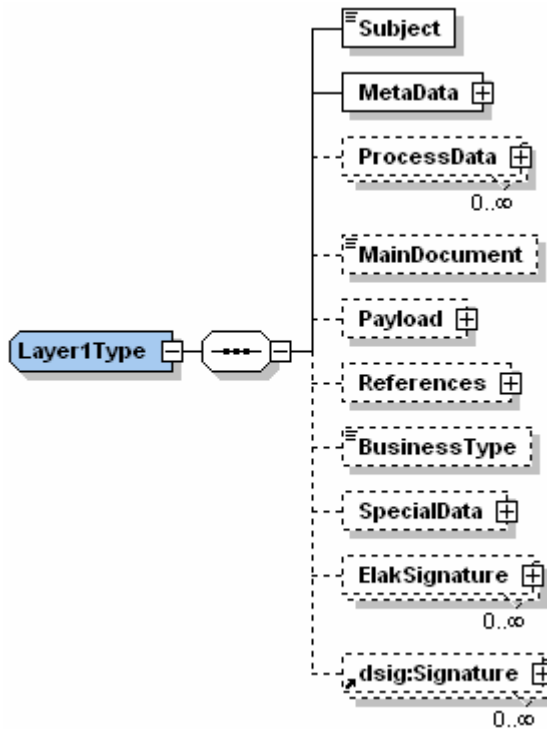 Subject
MetaData
ProcessData
0..∞
MainDocument
Payload
Layer1Type
References
BusinessType
SpecialData
ElakSignature
0..∞
dsig:Signature
0..∞